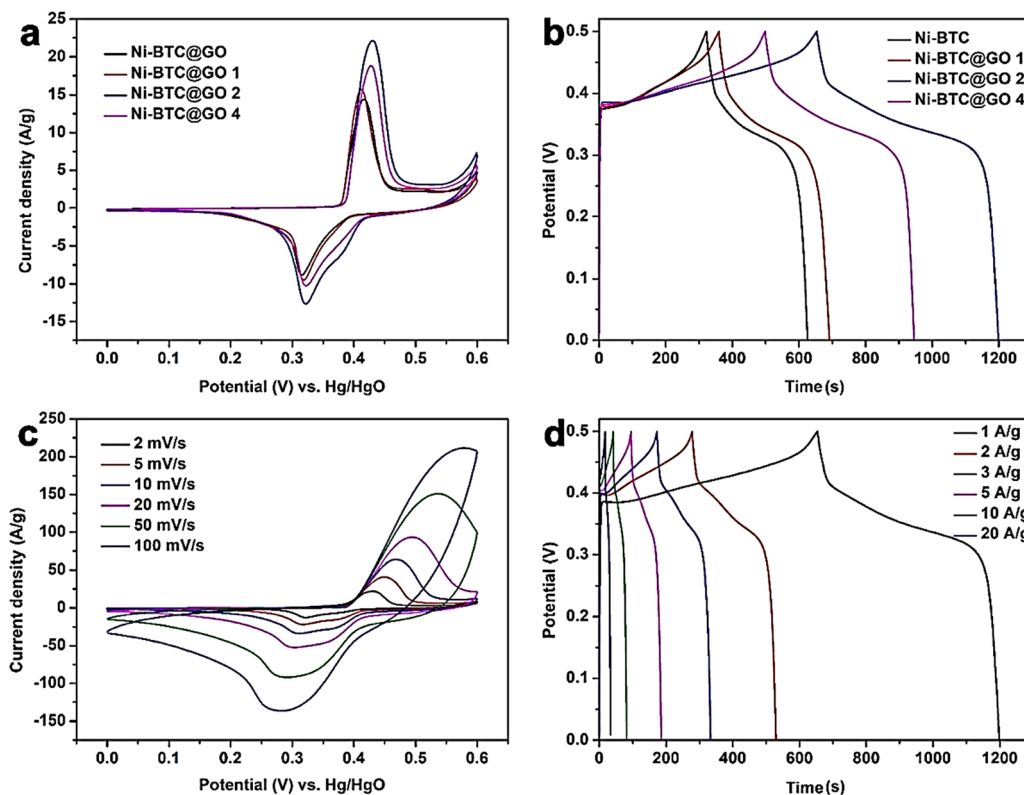 a
Ni-BTC@GO
Ni-BTC@GO 1
Ni-BTC@GO 2
Ni-BTC@GO 4
25
20
15
10
5
0
-5
-10
-15
Current density (A/g)
0.0 0.1 0.2 0.3 0.4 0.5 0.6
Potential (V) vs. Hg/HgO
b
Ni-BTC
Ni-BTC@GO 1
Ni-BTC@GO 2
Ni-BTC@GO 4
0.5
0.4
0.3
0.2
0.1
0.0
Potential (V)
0 200 400 600 800 1000 1200
Time(s)
c
2 mV/s
5 mV/s
10 mV/s
20 mV/s
50 mV/s
100 mV/s
250
200
150
100
50
0
-50
-100
-150
Current density (A/g)
0.0 0.1 0.2 0.3 0.4 0.5 0.6
Potential (V) vs. Hg/HgO
d
1 A/g
2 A/g
3 A/g
5 A/g
10 A/g
20 A/g
0.5
0.4
0.3
0.2
0.1
0.0
Potential (V)
0 200 400 600 800 1000 1200
Time(s)